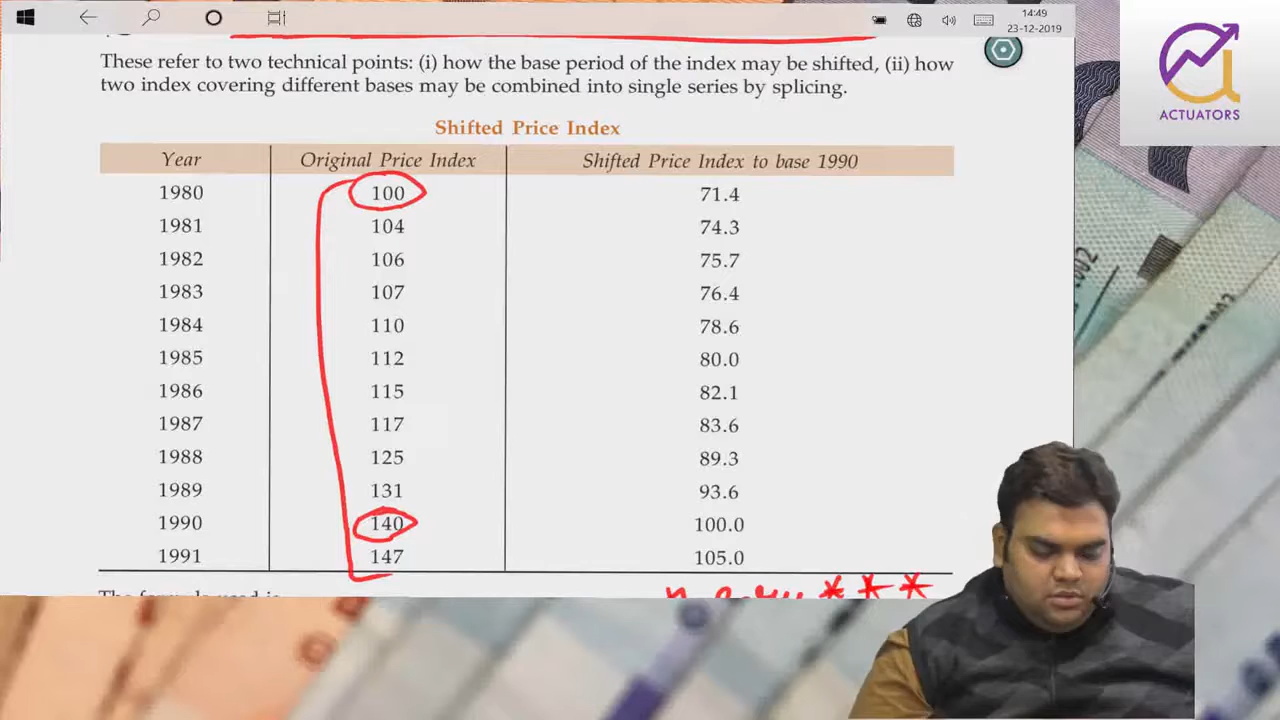 14:49
23-12-2019
ACTUATORS
These refer to two technical points: (i) how the base period of the index may be shifted, (ii) how
two index covering different bases may be combined into single series by splicing.
Shifted Price Index
Year Original Price Index Shifted Price Index to base 1990
1980 100 71.4
1981 104 74.3
1982 106 75.7
1983 107 76.4
1984 110 78.6
1985 112 80.0
1986 115 82.1
1987 117 83.6
1988 125 89.3
1989 131 93.6
1990 140 100.0
1991 147 105.0